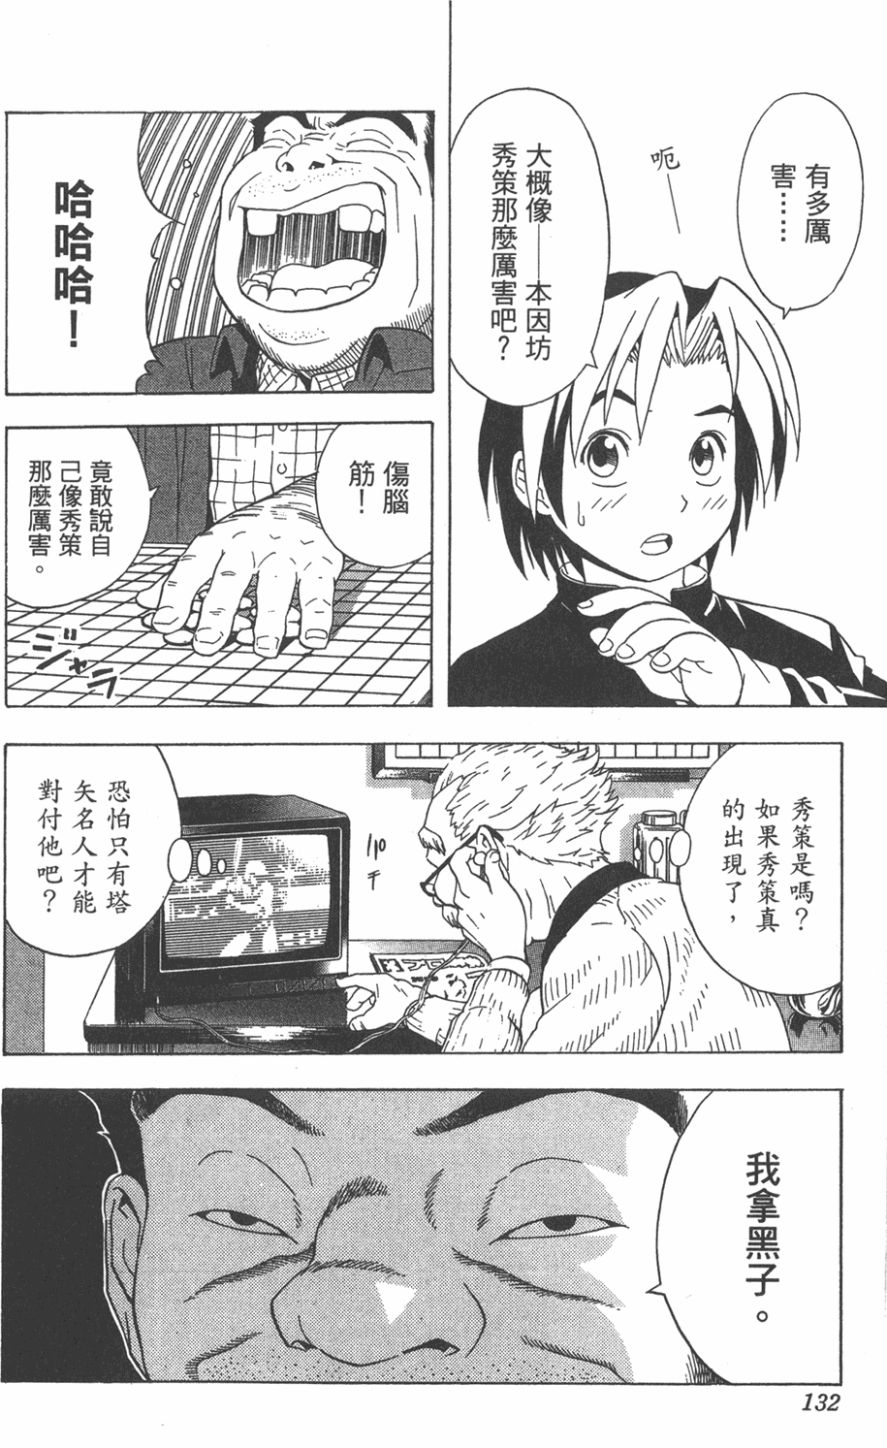 有多厲
害……
呃—
大概像——本因坊
秀策那麼厲害吧？
哈哈哈！
傷腦
筋！
竟敢說自
己像秀策
那麼厲害。
ジャラ
秀策是嗎？
如果秀策真
的出現了，
恐怕只有塔
矢名人才能
對付他吧？
我拿黑子。
132